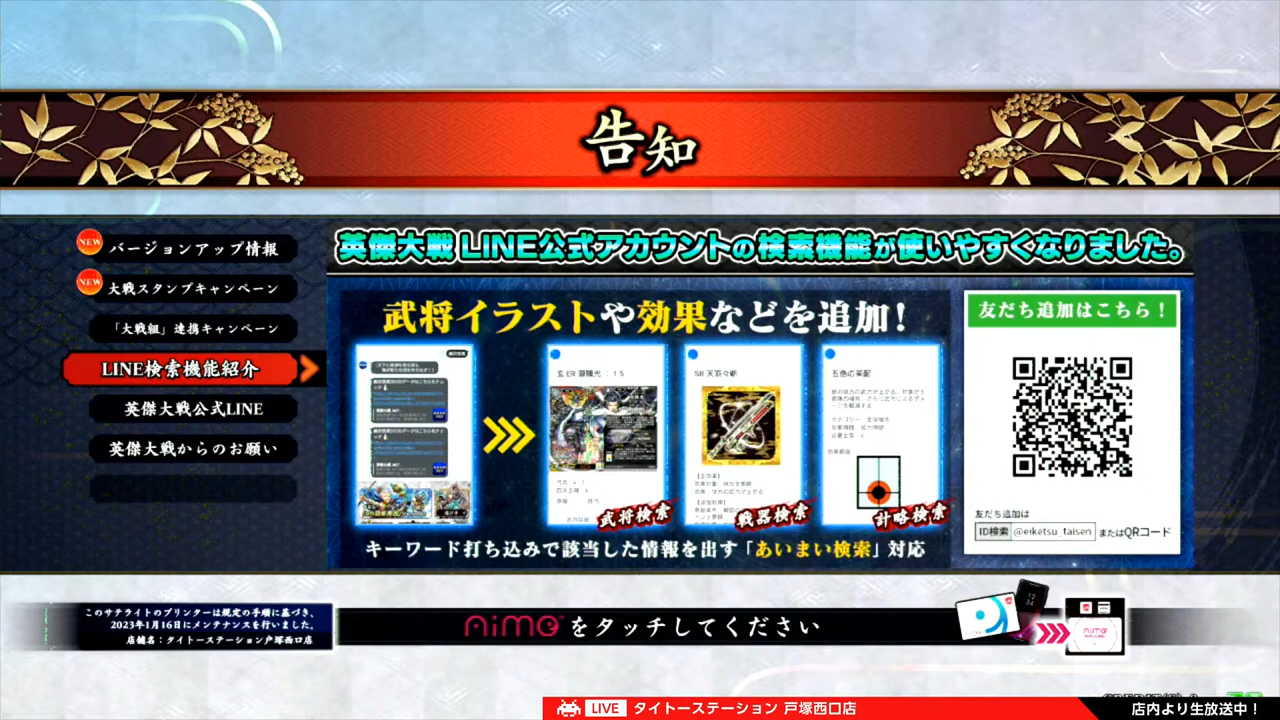 告知
NEW
バージョンアップ情報
NEW
大戦スタンプキャンペーン
「大戦組」連携キャンペーン
LINE検索機能紹介
英傑大戦公式LINE
英傑大戦からのお願い
英傑大戦LINE公式アカウントの検索機能が使いやすくなりました。
武将イラストや効果などを追加!
五色の采配
武将検索
戦器検索
計略検索
キーワード打ち込みで該当した情報を出す「あいまい検索」対応
友だち追加はこちら!
友だち追加は
ID検索 @eiketsu_taisen またはQRコード
このサテライトのプリンターは規定の手順に基づき、
2023年1月16日にメンテナンスを行いました。
店舗名:タイトーステーション戸塚西口店
aimeをタッチしてください
LIVE タイトーステーション 戸塚西口店
店内より生放送中!